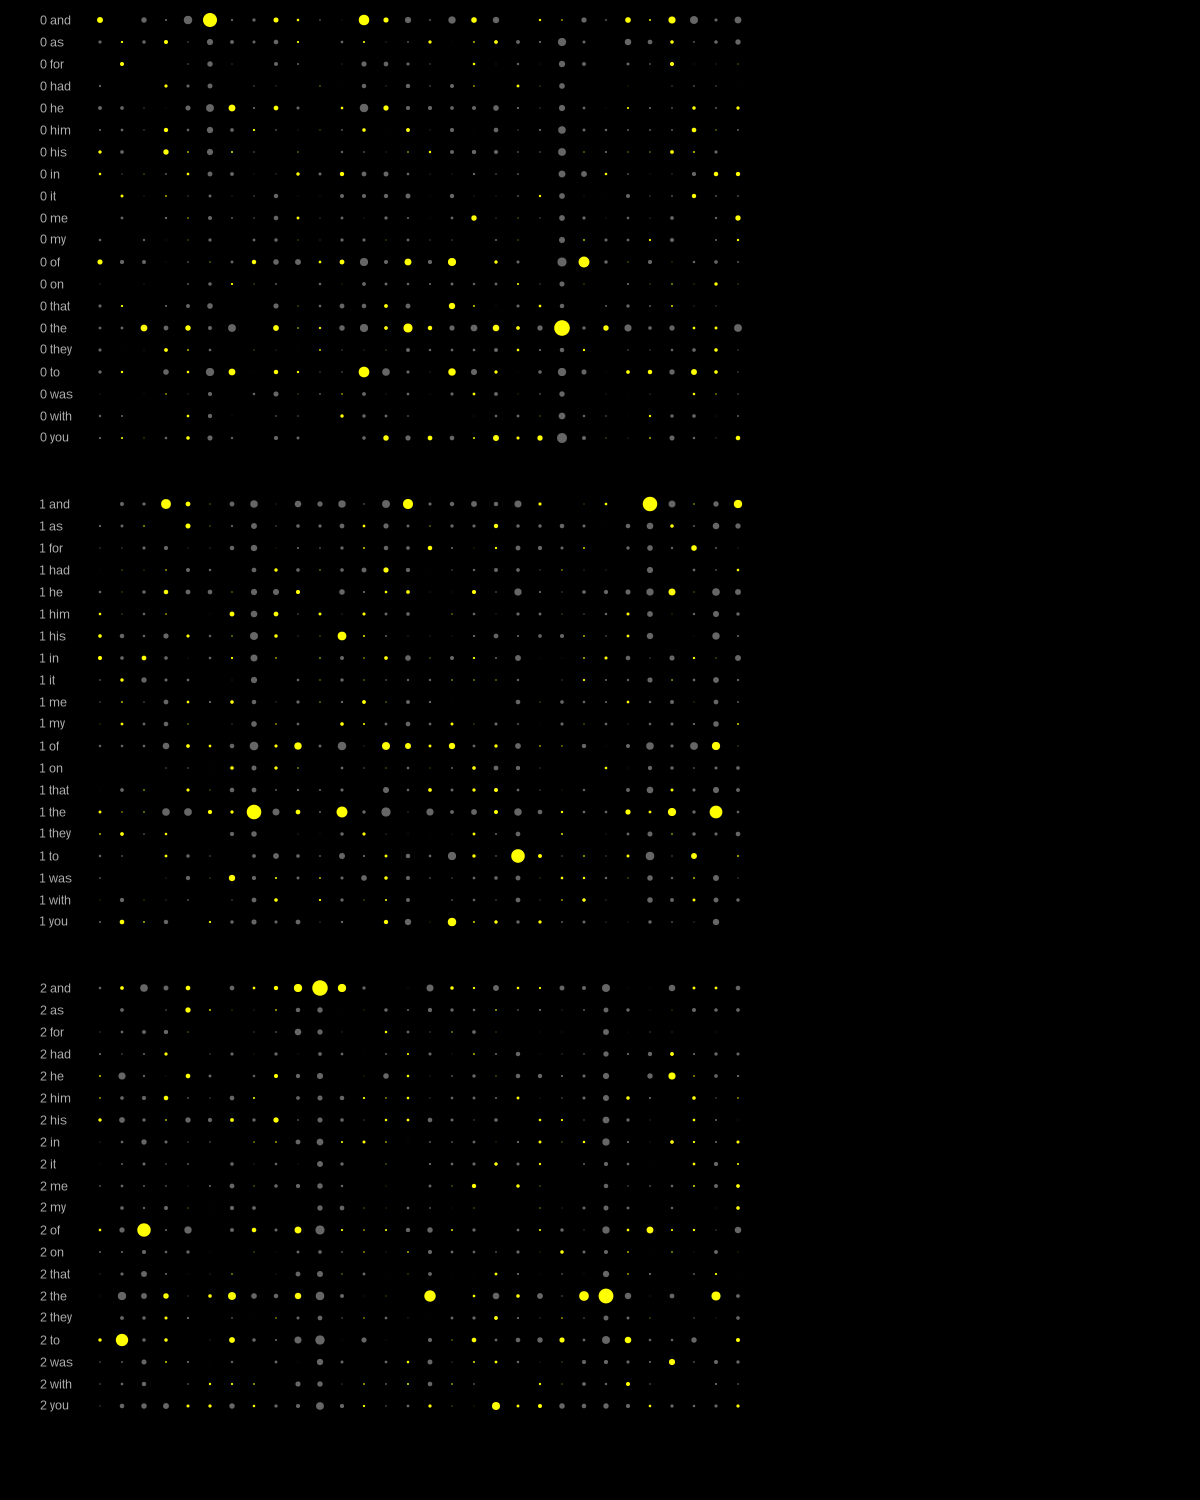 0 and
0 as
0 for
0 had
0 he
0 him
0 his
0 in
0 it
0 me
0 my
0 of
0 on
0 that
0 the
0 they
0 to
0 was
0 with
0 you
1 and
1 as
1 for
1 had
1 he
1 him
1 his
1 in
1 it
1 me
1 my
1 of
1 on
1 that
1 the
1 they
1 to
1 was
1 with
1 you
2 and
2 as
2 for
2 had
2 he
2 him
2 his
2 in
2 it
2 me
2 my
2 of
2 on
2 that
2 the
2 they
2 to
2 was
2 with
2 you